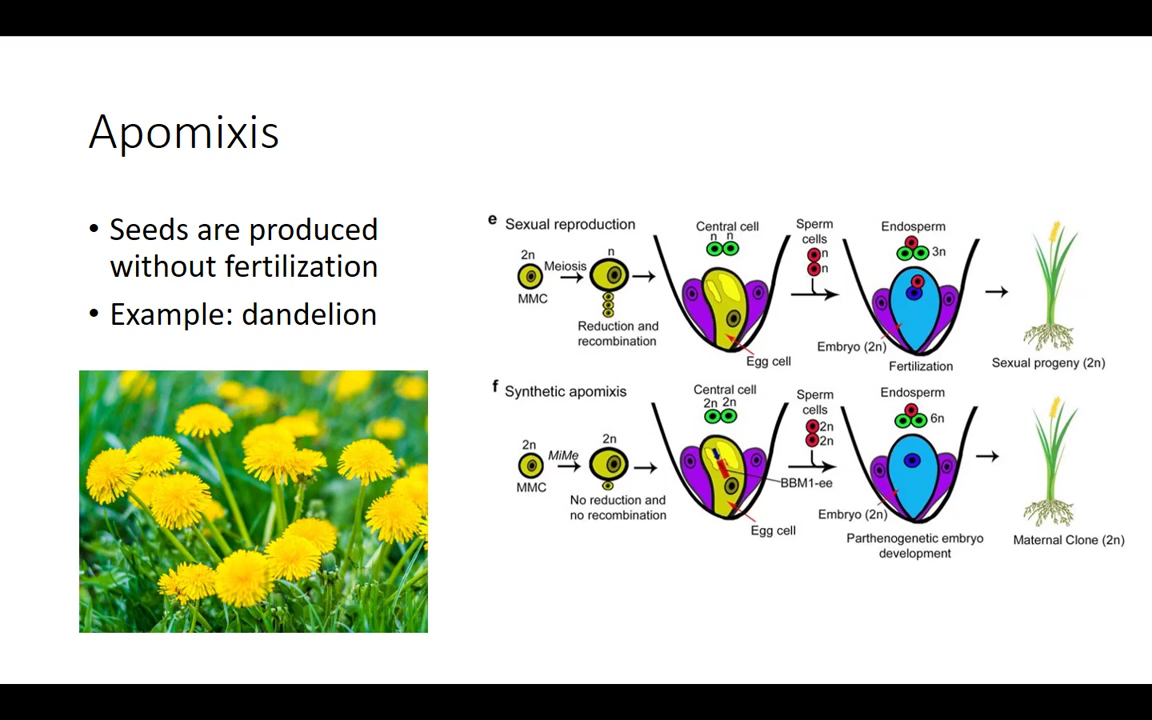 Apomixis
• Seeds are produced
without fertilization
• Example: dandelion
e Sexual reproduction
2n
MMC
Meiosis
n
Reduction and
recombination
Central cell
n n
Egg cell
Sperm
cells
n
n
Endosperm
3n
Embryo (2n)
Fertilization
Sexual progeny (2n)
f Synthetic apomixis
2n
MMC
MiMe
2n
No reduction and
no recombination
Central cell
2n 2n
BBM1-ee
Egg cell
Sperm
cells
2n
2n
Endosperm
6n
Embryo (2n)
Parthenogenetic embryo
development
Maternal Clone (2n)